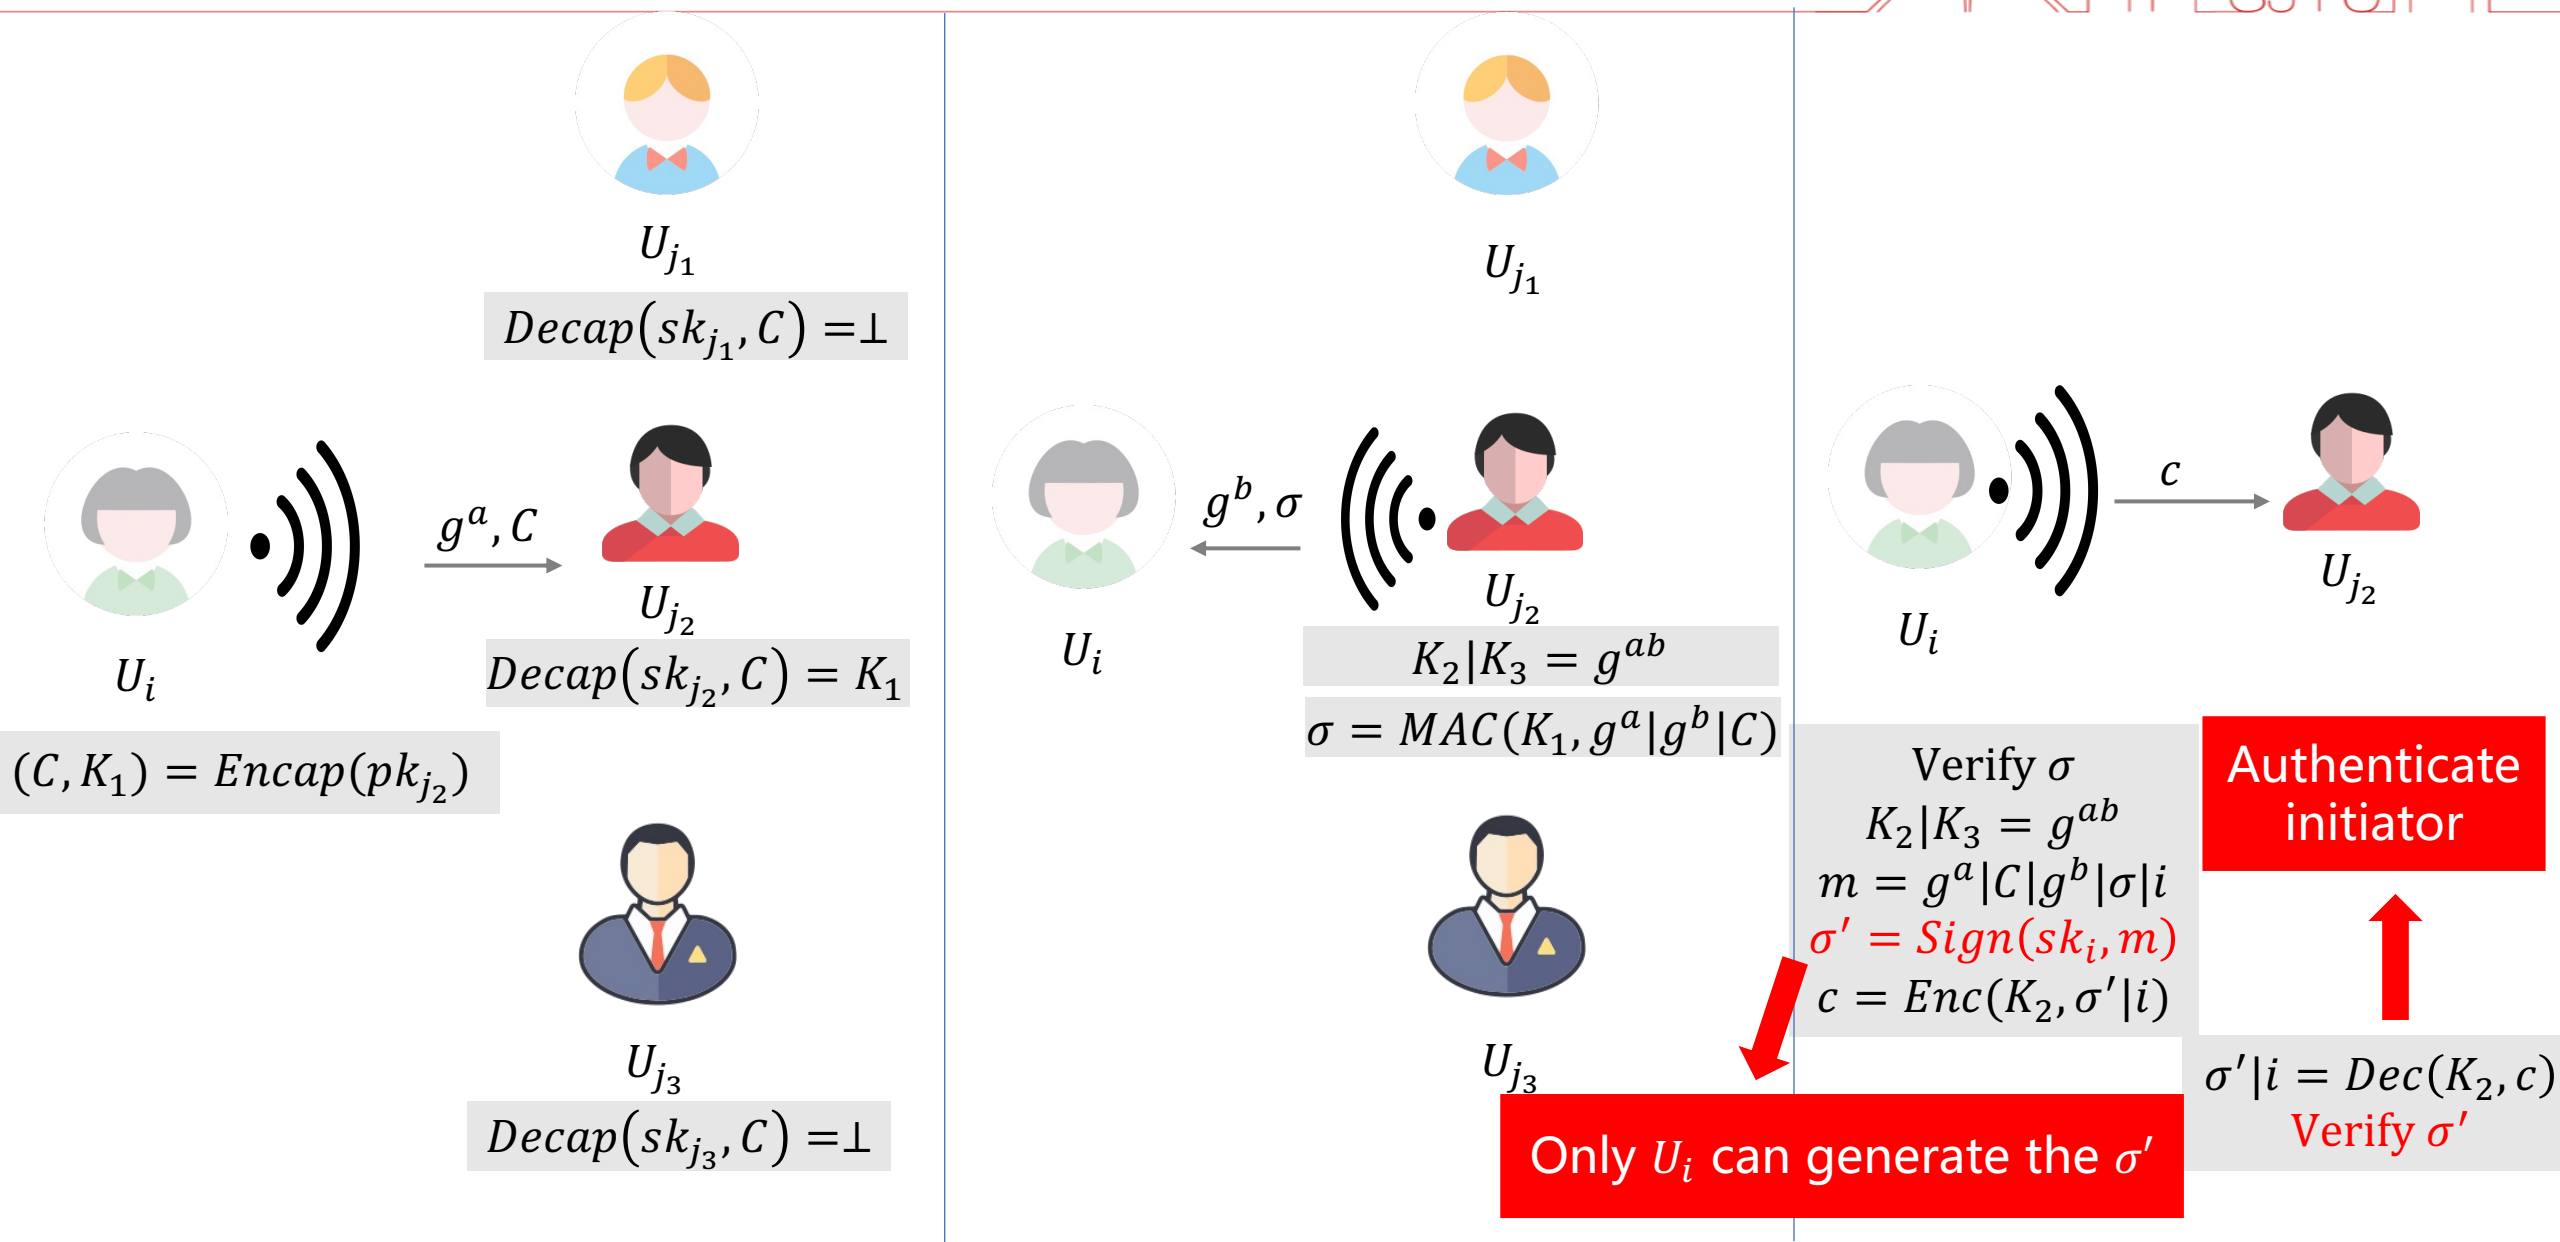 U_{j_1}
Decap(sk_{j_1}, C) =⊥
g^a, C
U_{j_2}
Decap(sk_{j_2}, C) = K_1
U_i
(C, K_1) = Encap(pk_{j_2})
U_{j_3}
Decap(sk_{j_3}, C) =⊥
U_{j_1}
g^b, σ
U_i
U_{j_2}
K_2|K_3 = g^{ab}
σ = MAC(K_1, g^a|g^b|C)
U_{j_3}
c
U_i
U_{j_2}
Verify σ
K_2|K_3 = g^{ab}
m = g^a|C|g^b|σ|i
σ′ = Sign(sk_i, m)
c = Enc(K_2, σ′|i)
Only U_i can generate the σ′
Authenticate
initiator
σ′|i = Dec(K_2, c)
Verify σ′